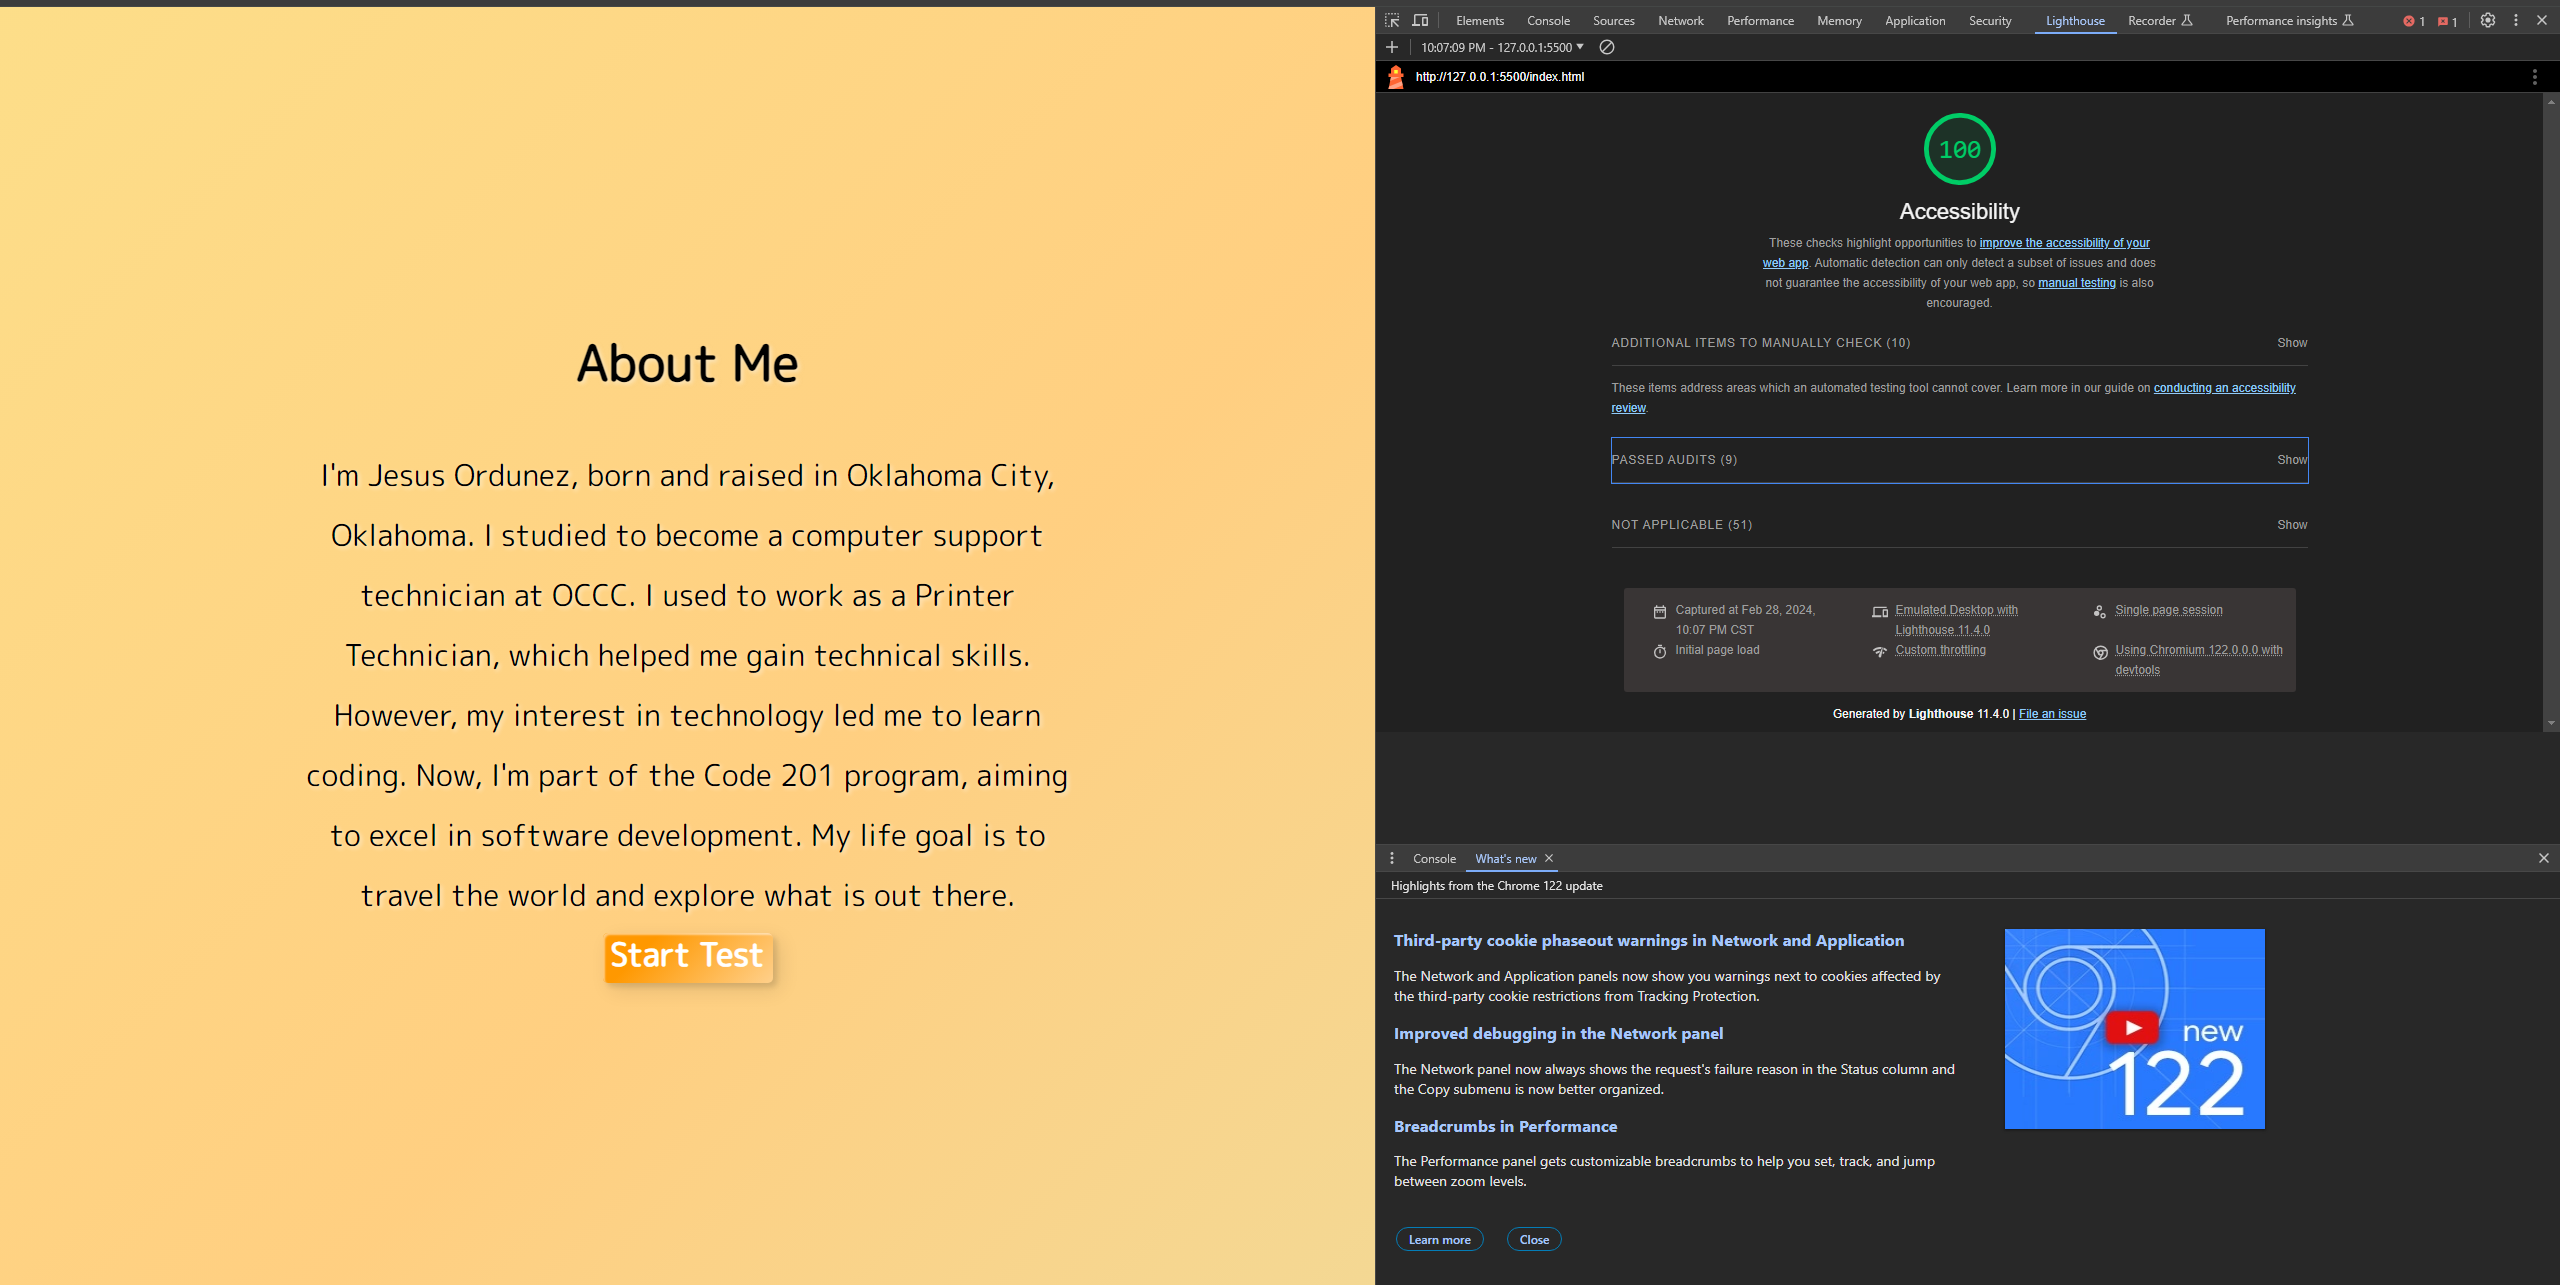 About Me
I'm Jesus Ordunez, born and raised in Oklahoma City,
Oklahoma. I studied to become a computer support
technician at OCCC. I used to work as a Printer
Technician, which helped me gain technical skills.
However, my interest in technology led me to learn
coding. Now, I'm part of the Code 201 program, aiming
to excel in software development. My life goal is to
travel the world and explore what is out there.
Start Test
Elements Console Sources Network Performance Memory Application Security Lighthouse Recorder Performance insights 1 1
10:07:09 PM - 127.0.0.1:5500
http://127.0.0.1:5500/index.html
100
Accessibility
These checks highlight opportunities to improve the accessibility of your
web app. Automatic detection can only detect a subset of issues and does
not guarantee the accessibility of your web app, so manual testing is also
encouraged.
ADDITIONAL ITEMS TO MANUALLY CHECK (10) Show
These items address areas which an automated testing tool cannot cover. Learn more in our guide on conducting an accessibility
review.
PASSED AUDITS (9) Show
NOT APPLICABLE (51) Show
Captured at Feb 28, 2024,
10:07 PM CST
Initial page load
Emulated Desktop with
Lighthouse 11.4.0
Custom throttling
Single page session
Using Chromium 122.0.0.0 with
devtools
Generated by Lighthouse 11.4.0 | File an issue
Console What's new
Highlights from the Chrome 122 update
Third-party cookie phaseout warnings in Network and Application
The Network and Application panels now show you warnings next to cookies affected by
the third-party cookie restrictions from Tracking Protection.
Improved debugging in the Network panel
The Network panel now always shows the request's failure reason in the Status column and
the Copy submenu is now better organized.
Breadcrumbs in Performance
The Performance panel gets customizable breadcrumbs to help you set, track, and jump
between zoom levels.
new
122
Learn more Close